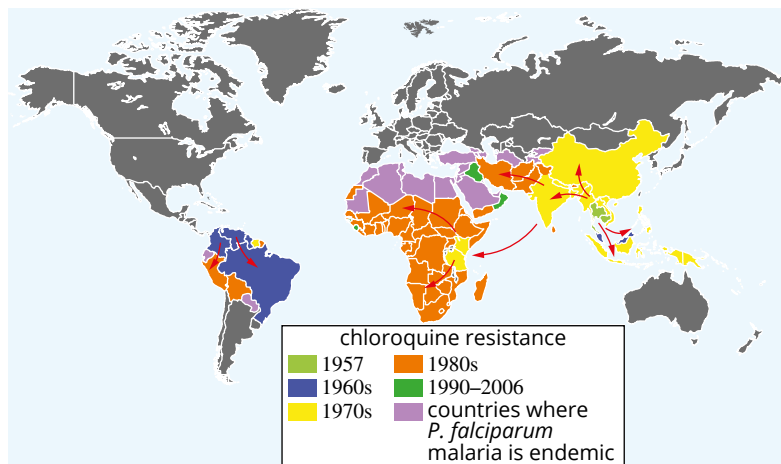 chloroquine resistance
1957
1960s
1970s
1980s
1990–2006
countries where
P. falciparum
malaria is endemic